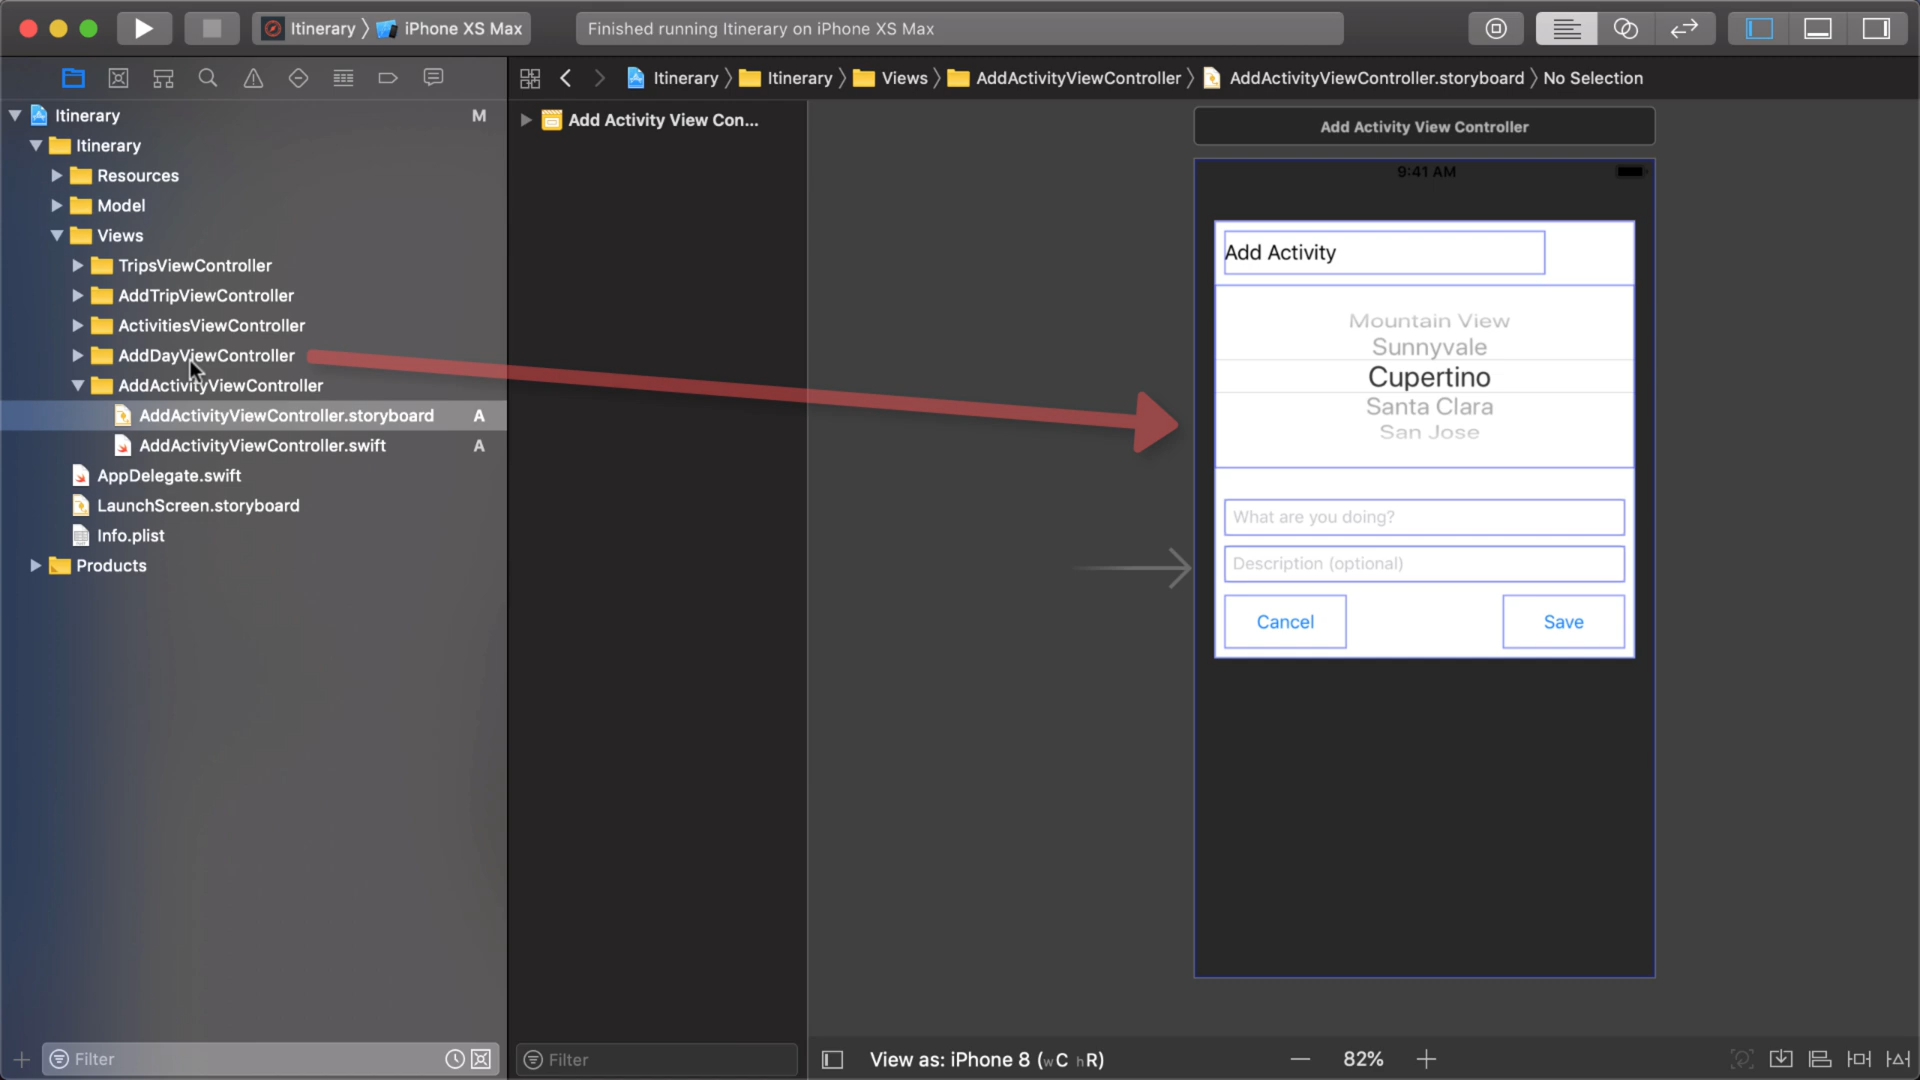 Itinerary
iPhone XS Max
Finished running Itinerary on iPhone XS Max
Itinerary
Itinerary
Views
AddActivityViewController
AddActivityViewController.storyboard
No Selection
Itinerary M
Itinerary
Resources
Model
Views
TripsViewController
AddTripViewController
ActivitiesViewController
AddDayViewController
AddActivityViewController
AddActivityViewController.storyboard A
AddActivityViewController.swift A
AppDelegate.swift
LaunchScreen.storyboard
Info.plist
Products
Filter
Add Activity View Con...
Filter
Add Activity View Controller
9:41 AM
Add Activity
Mountain View
Sunnyvale
Cupertino
Santa Clara
San Jose
What are you doing?
Description (optional)
Cancel
Save
View as: iPhone 8 (wC hR)
82%